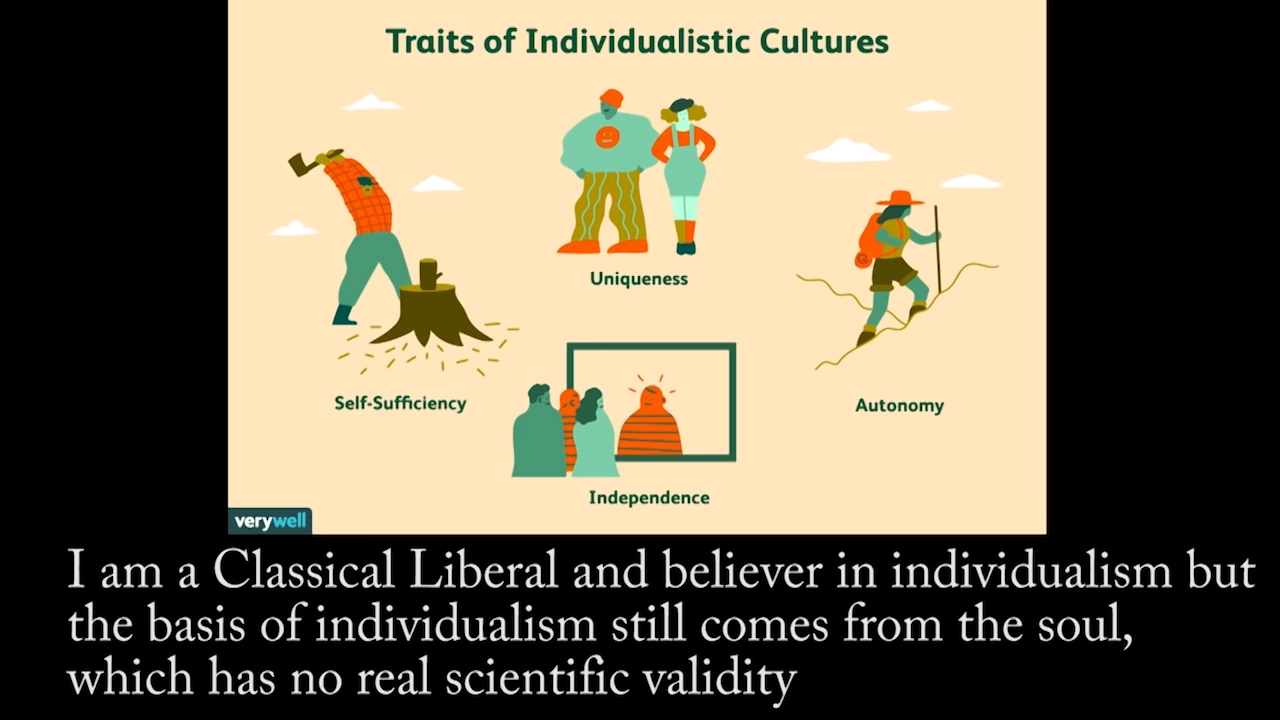 Traits of Individualistic Cultures
Uniqueness
Self-Sufficiency
Autonomy
Independence
verywell
I am a Classical Liberal and believer in individualism but
the basis of individualism still comes from the soul,
which has no real scientific validity